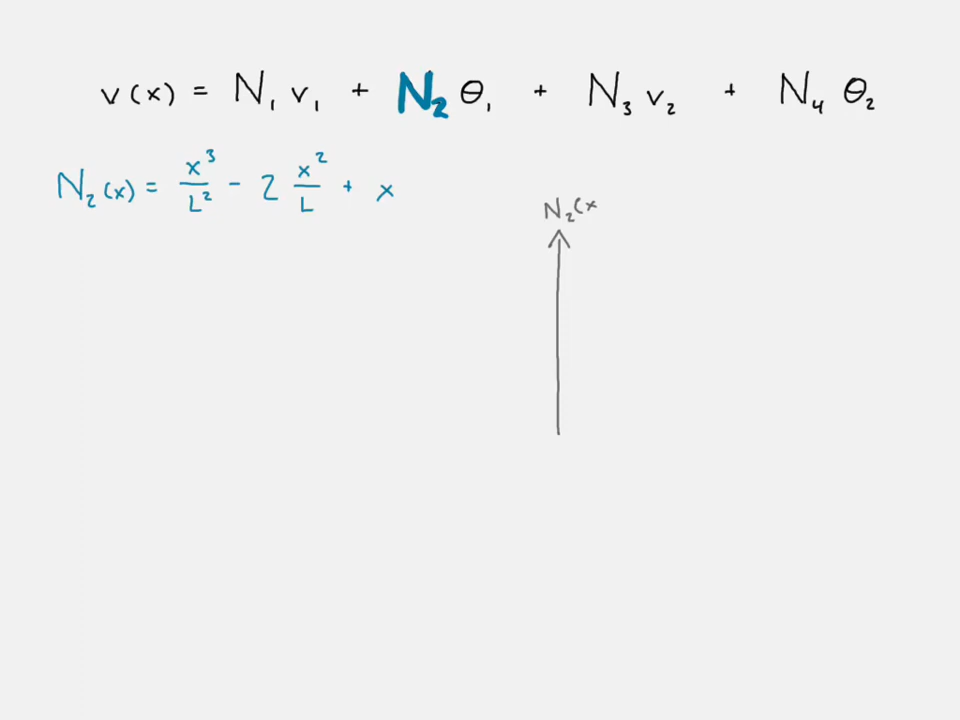 v(x) = N₁ v₁ + N₂ θ₁ + N₃ v₂ + N₄ θ₂
N₂(x) = x³/L² - 2 x²/L + x
N₂(x